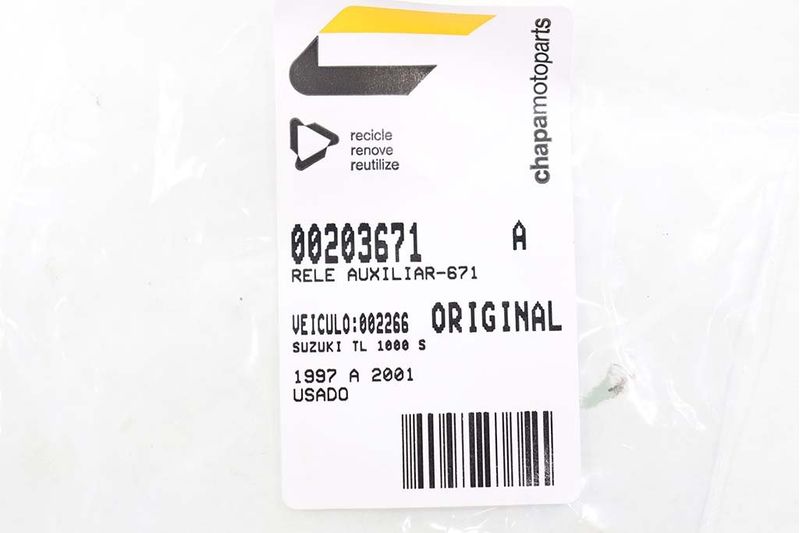 chapamotoparts
recicle
renove
reutilize
00203671 A
RELE AUXILIAR-671
VEICULO:002266 ORIGINAL
SUZUKI TL 1000 S
1997 A 2001
USADO